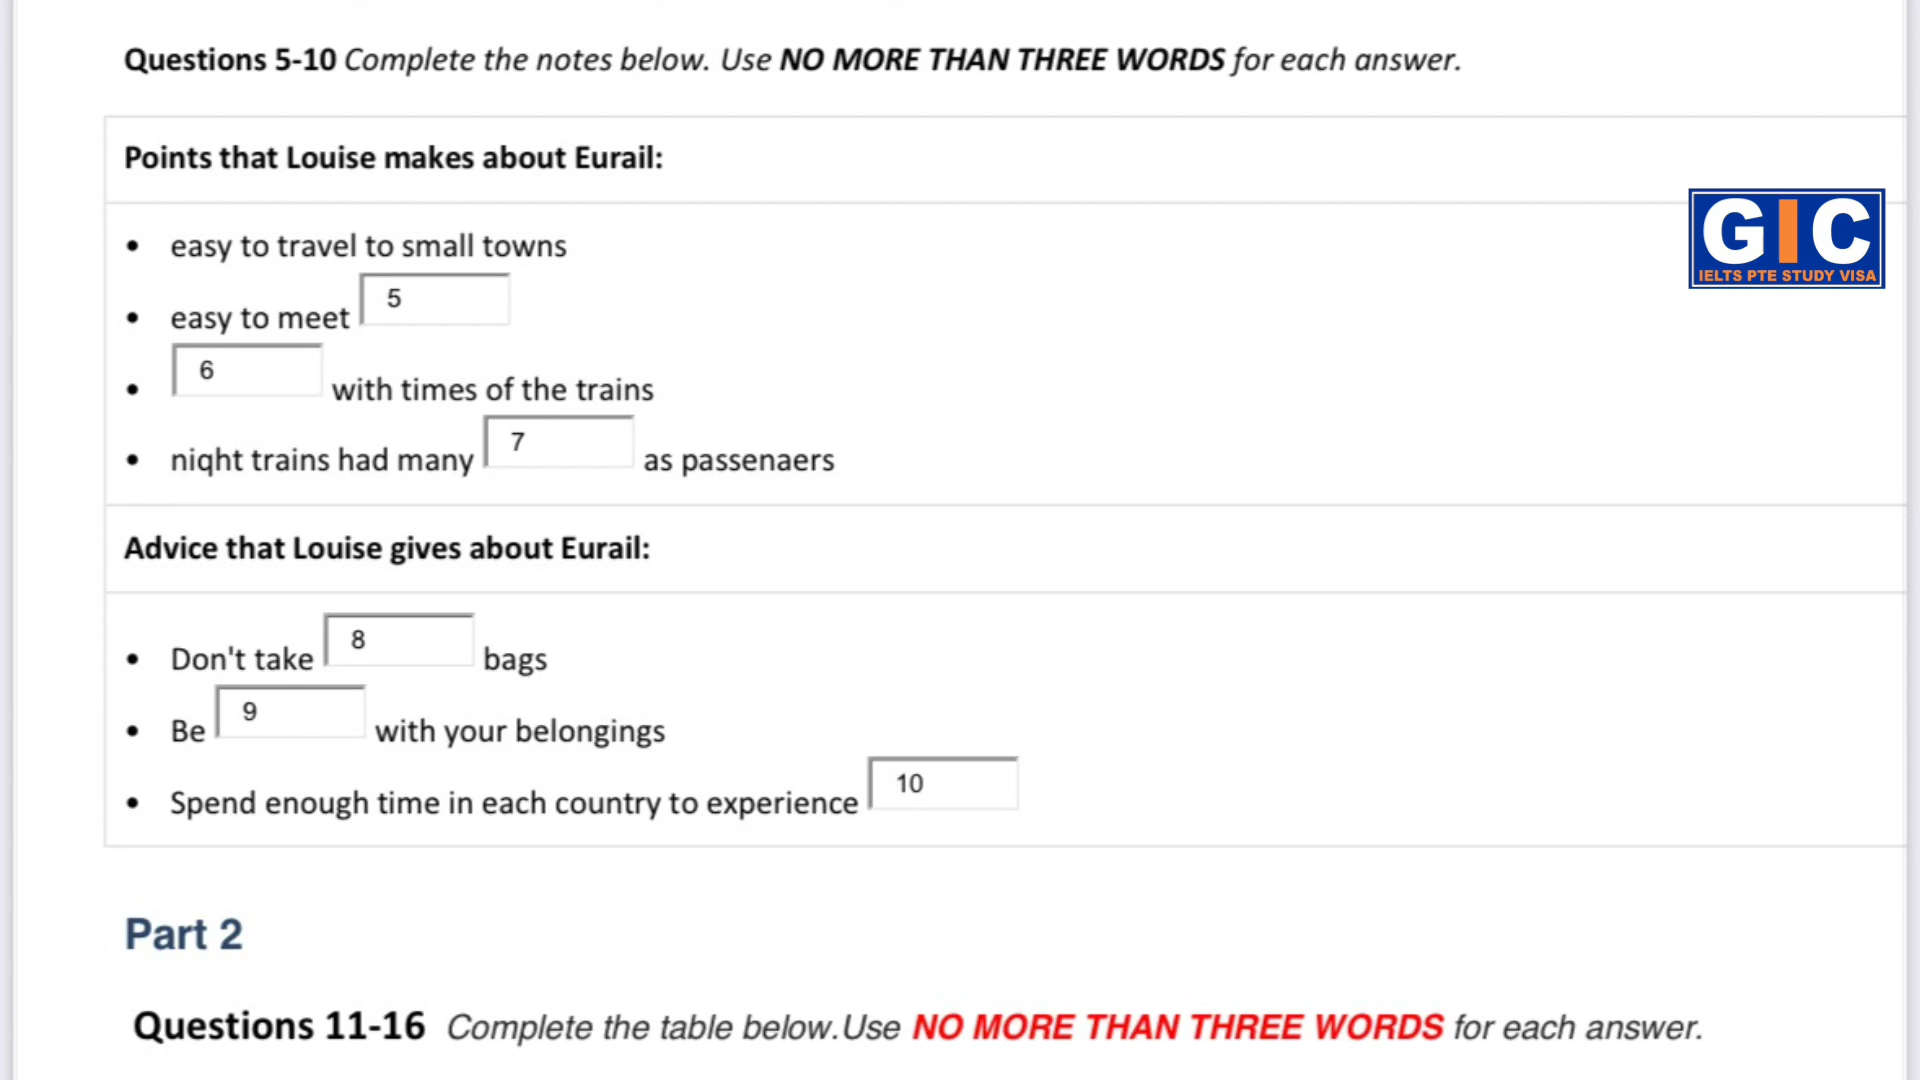 Questions 5-10 Complete the notes below. Use NO MORE THAN THREE WORDS for each answer.
Points that Louise makes about Eurail:
GIC
IELTS PTE STUDY VISA
• easy to travel to small towns
• easy to meet 5
• 6 with times of the trains
• niqht trains had many 7 as passenaers
Advice that Louise gives about Eurail:
• Don't take 8 bags
• Be 9 with your belongings
• Spend enough time in each country to experience 10
Part 2
Questions 11-16 Complete the table below.Use NO MORE THAN THREE WORDS for each answer.